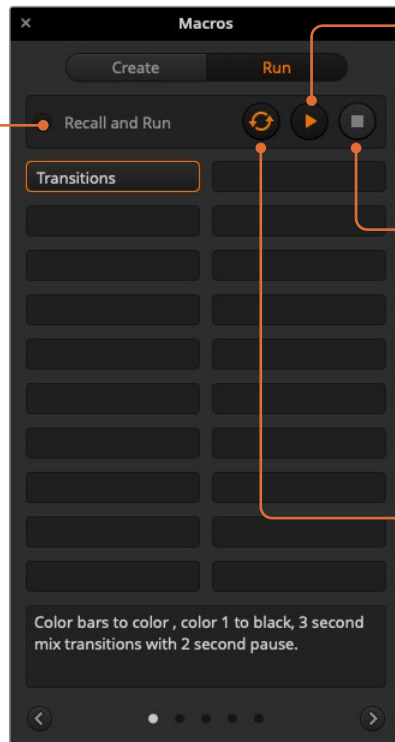 Macros
Create
Run
Recall and Run
Transitions
Color bars to color , color 1 to black, 3 second
mix transitions with 2 second pause.